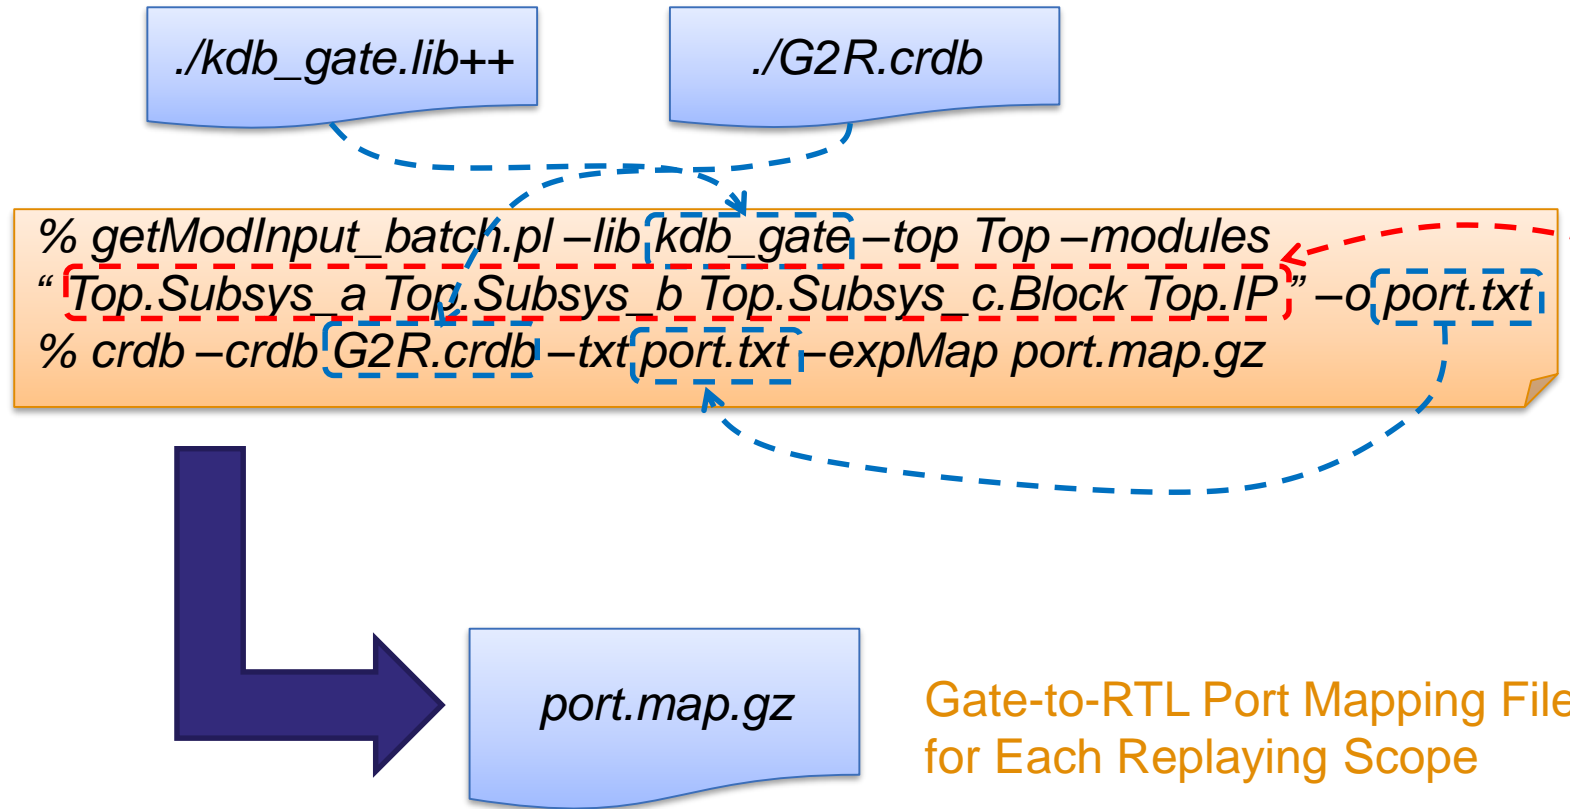 ./kdb_gate.lib++
./G2R.crdb
% getModInput_batch.pl –lib kdb_gate –top Top –modules
“ Top.Subsys_a Top.Subsys_b Top.Subsys_c.Block Top.IP ” –o port.txt
% crdb –crdb G2R.crdb –txt port.txt –expMap port.map.gz
port.map.gz
Gate-to-RTL Port Mapping File
for Each Replaying Scope